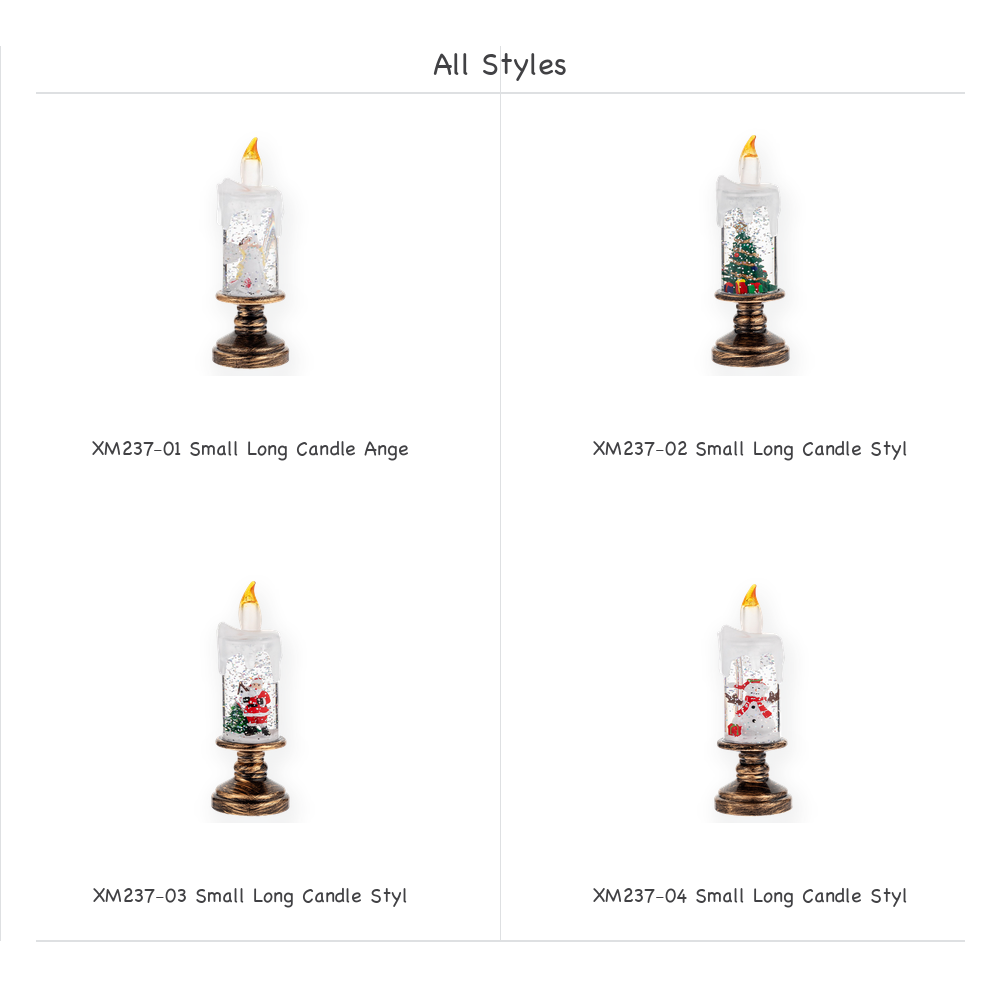 All Styles
XM237-01 Small Long Candle Ange
XM237-02 Small Long Candle Styl
XM237-03 Small Long Candle Styl
XM237-04 Small Long Candle Styl